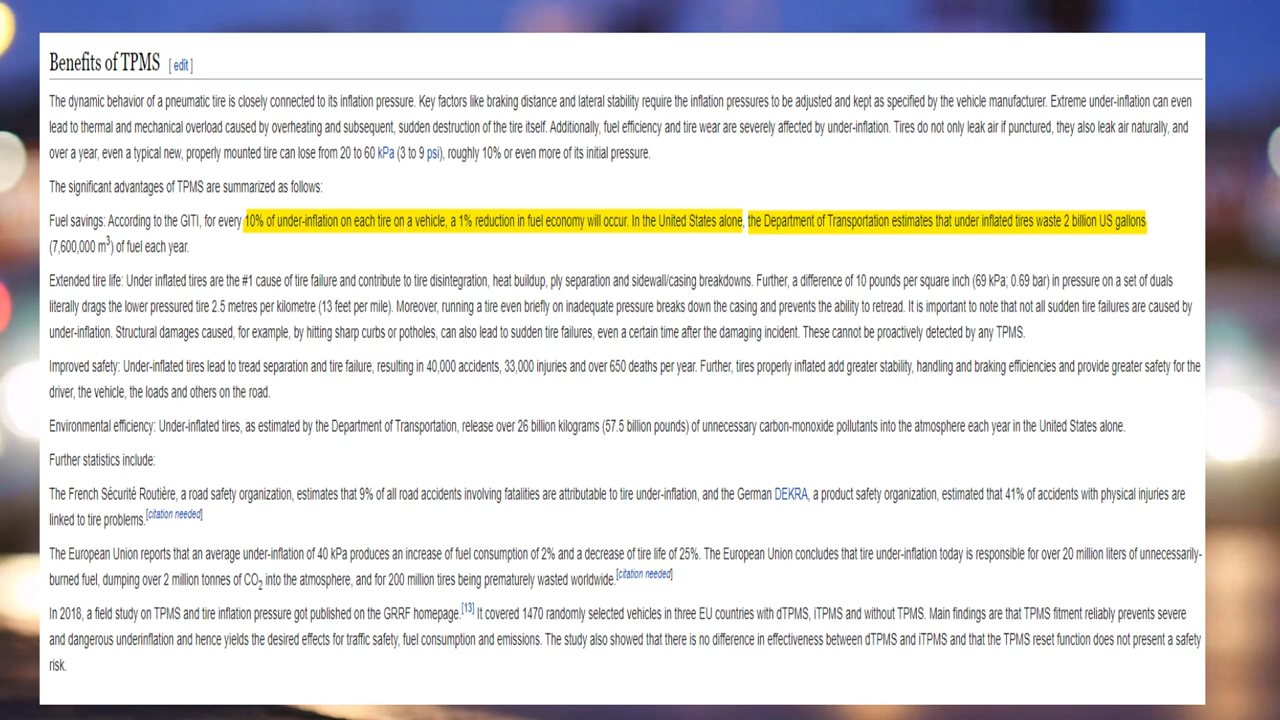 Benefits of TPMS [ edit ]
The dynamic behavior of a pneumatic tire is closely connected to its inflation pressure. Key factors like braking distance and lateral stability require the inflation pressures to be adjusted and kept as specified by the vehicle manufacturer. Extreme under-inflation can even
lead to thermal and mechanical overload caused by overheating and subsequent, sudden destruction of the tire itself. Additionally, fuel efficiency and tire wear are severely affected by under-inflation. Tires do not only leak air if punctured, they also leak air naturally, and
over a year, even a typical new, properly mounted tire can lose from 20 to 60 kPa (3 to 9 psi), roughly 10% or even more of its initial pressure.
The significant advantages of TPMS are summarized as follows:
Fuel savings: According to the GITI, for every 10% of under-inflation on each tire on a vehicle, a 1% reduction in fuel economy will occur. In the United States alone, the Department of Transportation estimates that under inflated tires waste 2 billion US gallons
(7,600,000 m³) of fuel each year.
Extended tire life: Under inflated tires are the #1 cause of tire failure and contribute to tire disintegration, heat buildup, ply separation and sidewall/casing breakdowns. Further, a difference of 10 pounds per square inch (69 kPa; 0.69 bar) in pressure on a set of duals
literally drags the lower pressured tire 2.5 metres per kilometre (13 feet per mile). Moreover, running a tire even briefly on inadequate pressure breaks down the casing and prevents the ability to retread. It is important to note that not all sudden tire failures are caused by
under-inflation. Structural damages caused, for example, by hitting sharp curbs or potholes, can also lead to sudden tire failures, even a certain time after the damaging incident. These cannot be proactively detected by any TPMS.
Improved safety: Under-inflated tires lead to tread separation and tire failure, resulting in 40,000 accidents, 33,000 injuries and over 650 deaths per year. Further, tires properly inflated add greater stability, handling and braking efficiencies and provide greater safety for the
driver, the vehicle, the loads and others on the road.
Environmental efficiency: Under-inflated tires, as estimated by the Department of Transportation, release over 26 billion kilograms (57.5 billion pounds) of unnecessary carbon-monoxide pollutants into the atmosphere each year in the United States alone.
Further statistics include:
The French Sécurité Routière, a road safety organization, estimates that 9% of all road accidents involving fatalities are attributable to tire under-inflation, and the German DEKRA, a product safety organization, estimated that 41% of accidents with physical injuries are
linked to tire problems.[citation needed]
The European Union reports that an average under-inflation of 40 kPa produces an increase of fuel consumption of 2% and a decrease of tire life of 25%. The European Union concludes that tire under-inflation today is responsible for over 20 million liters of unnecessarily-
burned fuel, dumping over 2 million tonnes of CO₂ into the atmosphere, and for 200 million tires being prematurely wasted worldwide.[citation needed]
In 2018, a field study on TPMS and tire inflation pressure got published on the GRRF homepage.[13] It covered 1470 randomly selected vehicles in three EU countries with dTPMS, iTPMS and without TPMS. Main findings are that TPMS fitment reliably prevents severe
and dangerous underinflation and hence yields the desired effects for traffic safety, fuel consumption and emissions. The study also showed that there is no difference in effectiveness between dTPMS and iTPMS and that the TPMS reset function does not present a safety
risk.